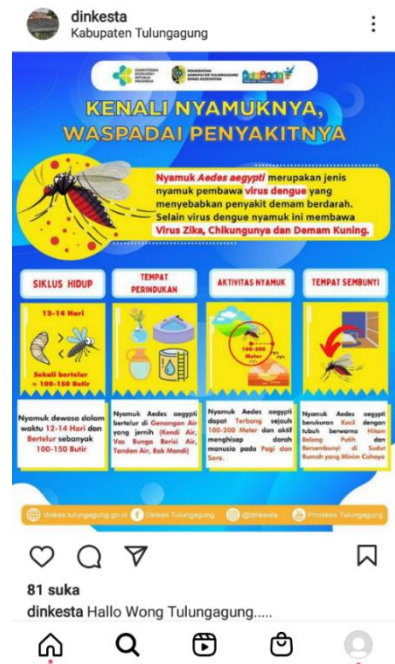 dinkesta
Kabupaten Tulungagung
KENALI NYAMUKNYA,
WASPADAI PENYAKITNYA
Nyamuk Aedes aegypti merupakan jenis
nyamuk pembawa virus dengue yang
menyebabkan penyakit demam berdarah.
Selain virus dengue nyamuk ini membawa
Virus Zika, Chikungunya dan Demam Kuning.
SIKLUS HIDUP
12-14 Hari
Sekali bertelur
= 100-150 Butir
Nyamuk dewasa dalam
waktu 12-14 Hari dan
Bertelur sebanyak
100-150 Butir
TEMPAT
PERINDUKAN
Nyamuk Aedes aegypti
bertelur di Genangan Air
yang jernih (Kendi Air,
Vas Bunga Berisi Air,
Tandon Air, Bak Mandi)
AKTIVITAS NYAMUK
100-200
Meter
Nyamuk Aedes aegypti
dapat Terbang sejauh
100-200 Meter dan aktif
menghisap darah
manusia pada Pagi dan
Sore.
TEMPAT SEMBUNYI
Nyamuk Aedes aegypti
berukuran Kecil dengan
tubuh berwarna Hitam
Belang Putih dan
Bersembunyi di Sudut
Rumah yang Minim Cahaya
dinkes.tulungagung.go.id Dinkes Tulungagung @dinkesta Promkes Tulungagung
81 suka
dinkesta Hallo Wong Tulungagung.....